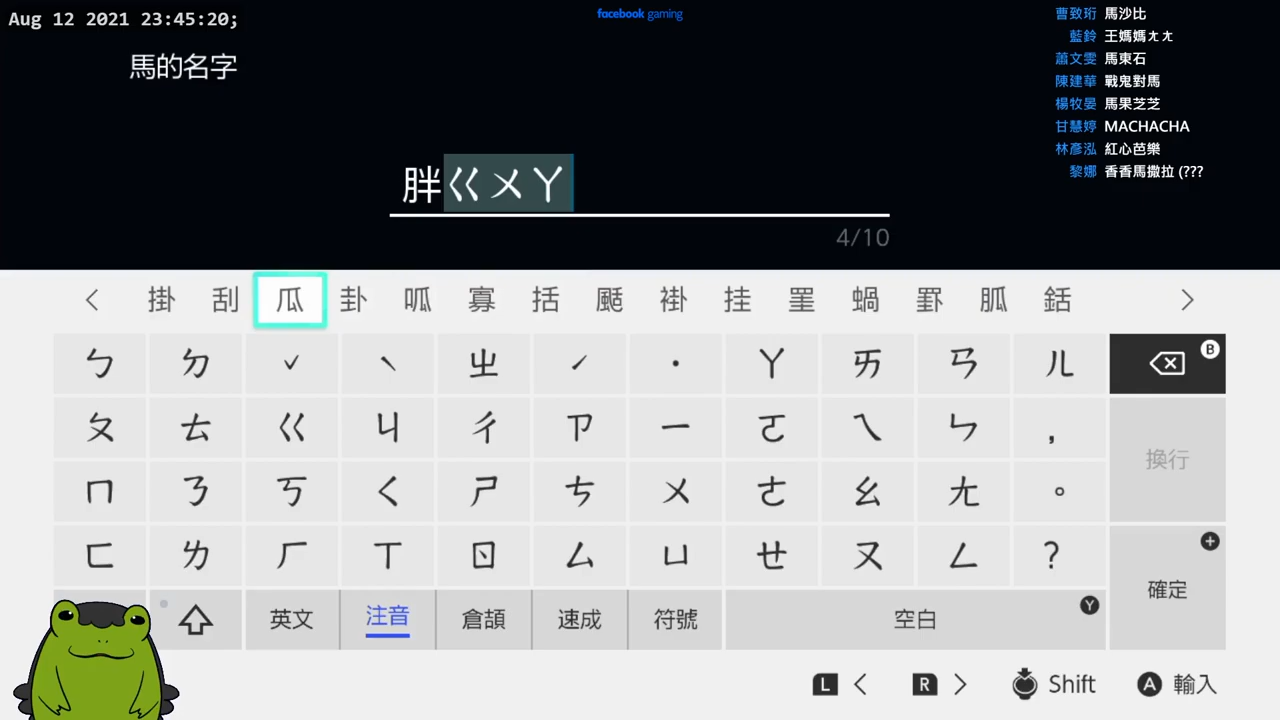 Aug 12 2021 23:45:20;
facebook gaming
曹致珩 馬沙比
藍鈴 王媽媽ㄤㄤ
蕭文雯 馬東石
陳建華 戰鬼對馬
楊牧晏 馬果芝芝
甘慧婷 MACHACHA
林彥泓 紅心芭樂
黎娜 香香馬撒拉 (???
馬的名字
胖ㄍㄨㄚ
4/10
掛 刮 瓜 卦 呱 寡 括 颳 褂 挂 罣 蝸 罫 胍 銛
ㄅ ㄉ ˇ ˋ ㄓ ˊ ˙ ㄚ ㄞ ㄢ ㄦ B
ㄆ ㄊ ㄍ ㄐ ㄔ ㄗ ㄧ ㄛ ㄟ ㄣ ,
ㄇ ㄋ ㄎ ㄑ ㄕ ㄘ ㄨ ㄜ ㄠ ㄤ 。 換行
ㄈ ㄌ ㄏ ㄒ ㄖ ㄙ ㄩ ㄝ ㄡ ㄥ ? 確定
英文 注音 倉頡 速成 符號 空白 Y
L R Shift A 輸入